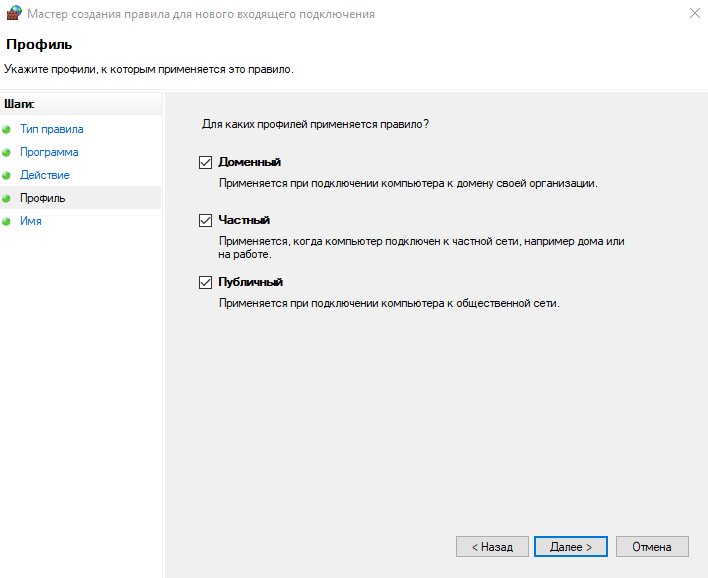 Мастер создания правила для нового входящего подключения
Профиль
Укажите профили, к которым применяется это правило.
Шаги:
Тип правила
Программа
Действие
Профиль
Имя
Для каких профилей применяется правило?
Доменный
Применяется при подключении компьютера к домену своей организации.
Частный
Применяется, когда компьютер подключен к частной сети, например дома или
на работе.
Публичный
Применяется при подключении компьютера к общественной сети.
< Назад
Далее >
Отмена